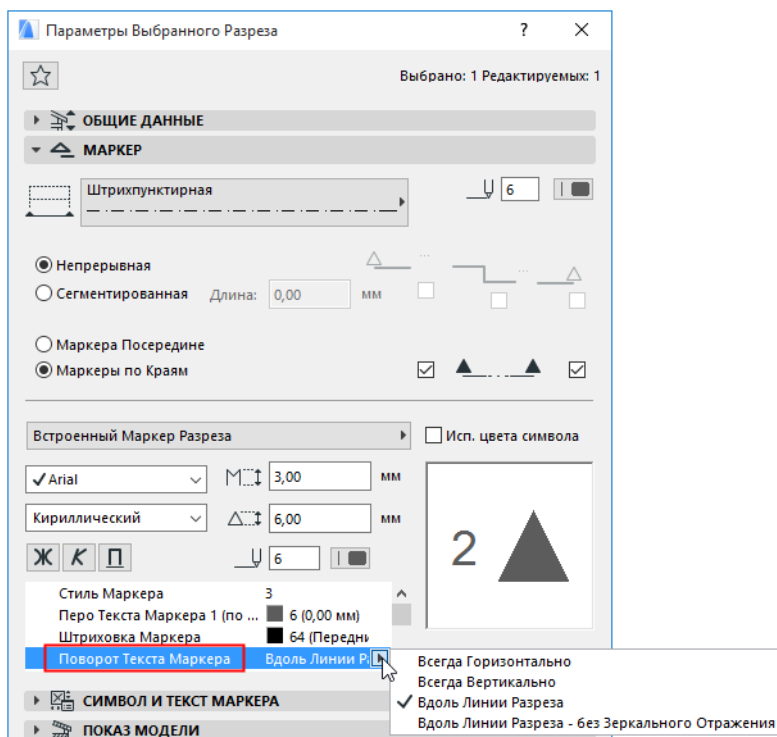 Параметры Выбранного Разреза ?
Выбрано: 1 Редактируемых: 1
ОБЩИЕ ДАННЫЕ
МАРКЕР
Штрихпунктирная 6
Непрерывная
Сегментированная Длина: 0,00 мм
Маркера Посередине
Маркеры по Краям
Встроенный Маркер Разреза Исп. цвета символа
Arial М 3,00 мм
Кириллический 6,00 мм
Ж К П 6
2
Стиль Маркера 3
Перо Текста Маркера 1 (по ... 6 (0,00 мм)
Штриховка Маркера 64 (Передни
Поворот Текста Маркера Вдоль Линии Ра
Всегда Горизонтально
Всегда Вертикально
Вдоль Линии Разреза
Вдоль Линии Разреза - без Зеркального Отражения
СИМВОЛ И ТЕКСТ МАРКЕРА
ПОКАЗ МОДЕЛИ